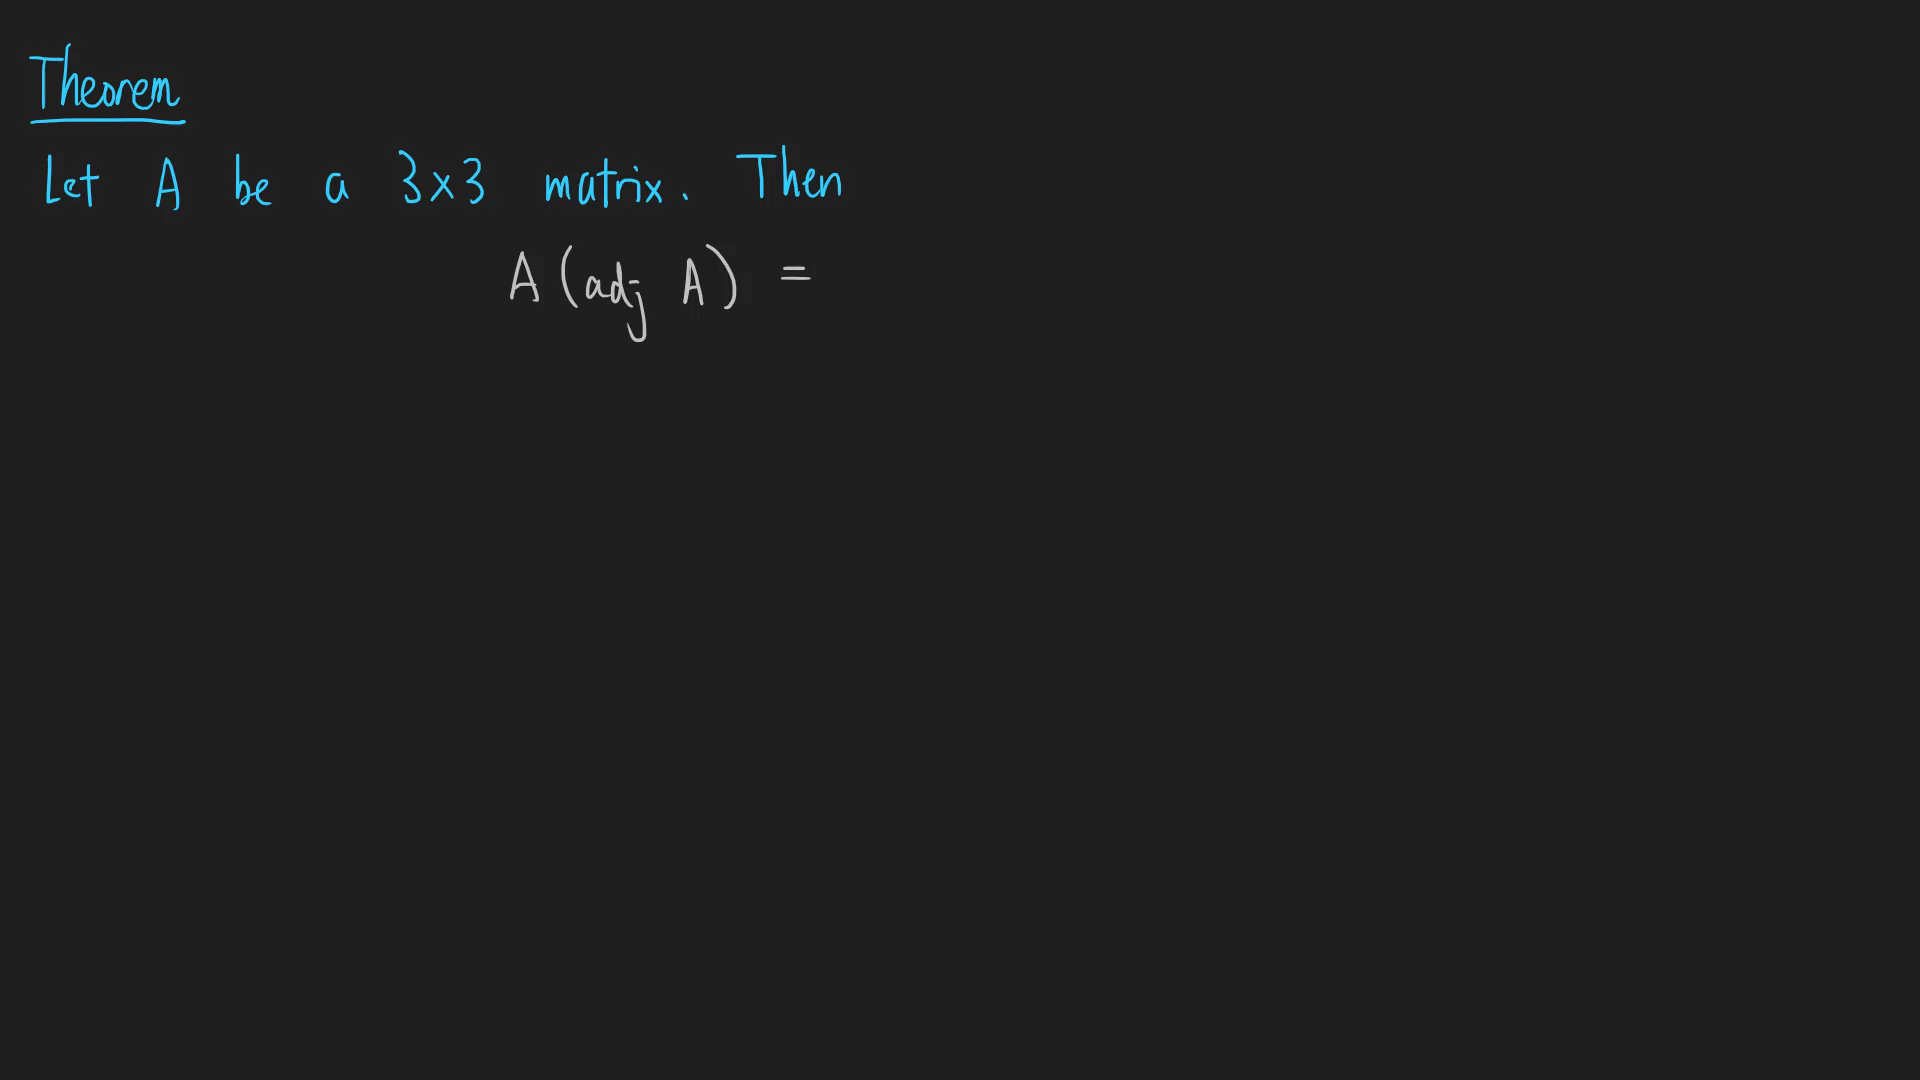 Theorem
Let A be a 3x3 matrix. Then
A (adj A) =